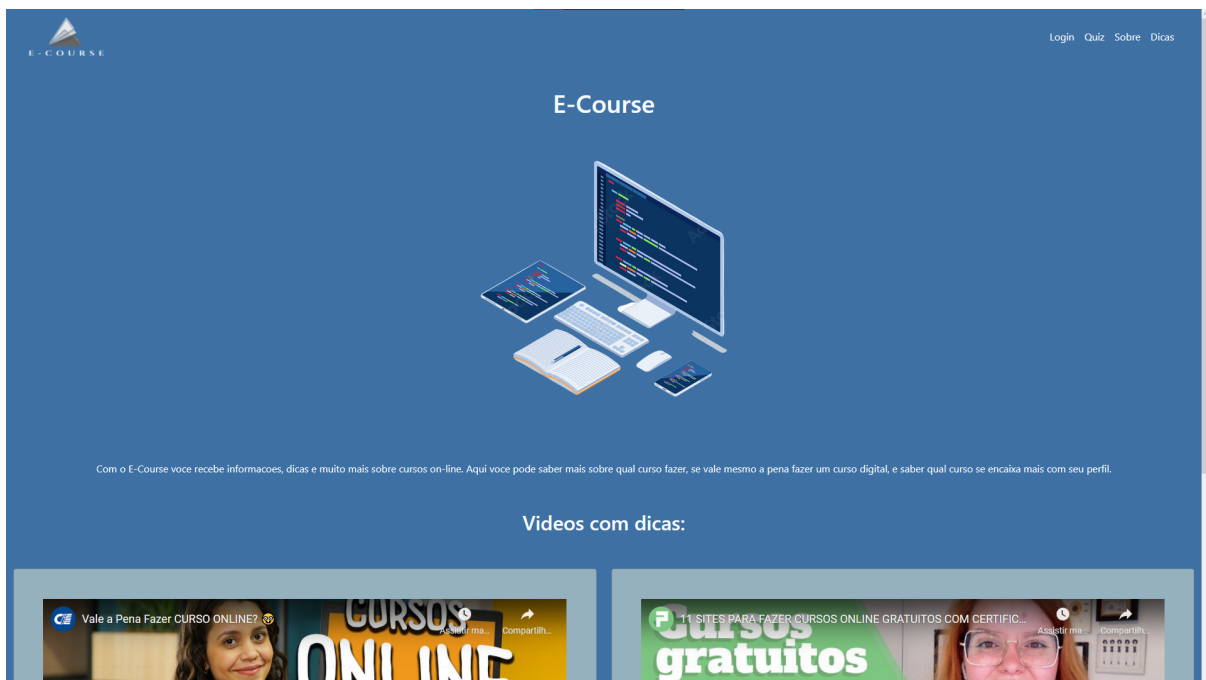 E-COURSE
Login Quiz Sobre Dicas
E-Course
Com o E-Course voce recebe informacoes, dicas e muito mais sobre cursos on-line. Aqui voce pode saber mais sobre qual curso fazer, se vale mesmo a pena fazer um curso digital, e saber qual curso se encaixa mais com seu perfil.
Videos com dicas:
Vale a Pena Fazer CURSO ONLINE? 🤓
Assistir ma... Compartilh...
CURSOS
ONLINE
11 SITES PARA FAZER CURSOS ONLINE GRATUITOS COM CERTIFIC...
Assistir ma... Compartilh...
Cursos
gratuitos